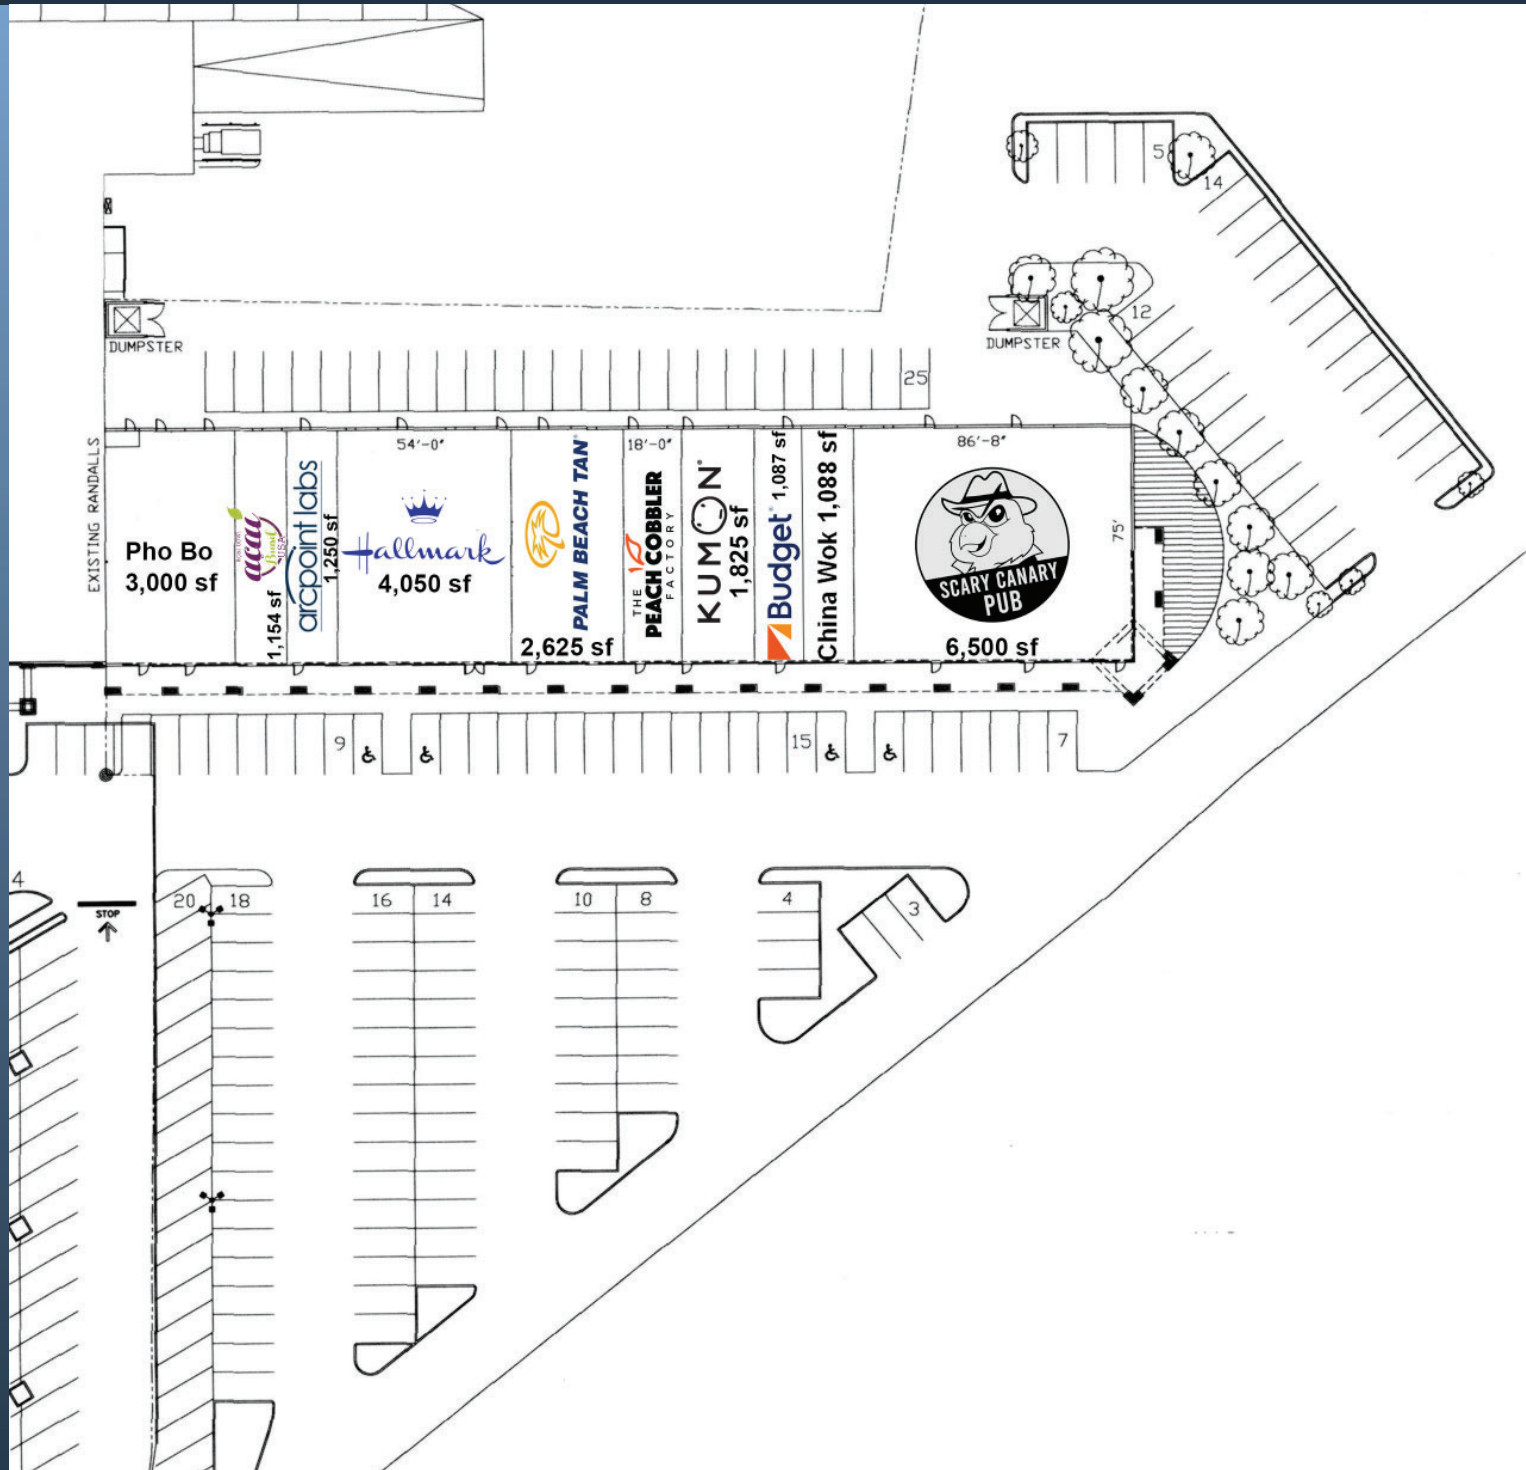 5
14
12
DUMPSTER
DUMPSTER
25
EXISTING RANDALLS
54'-0"
18'-0"
86'-8"
75'
Pho Bo
3,000 sf
acai
Bowl
USA
1,154 sf
arcpoint labs
1,250 sf
Hallmark
4,050 sf
PALM BEACH TAN
2,625 sf
THE
PEACH COBBLER
FACTORY
KUMON
1,825 sf
Budget 1,087 sf
China Wok 1,088 sf
SCARY CANARY
PUB
6,500 sf
9
15
7
4
STOP
20
18
16
14
10
8
4
3